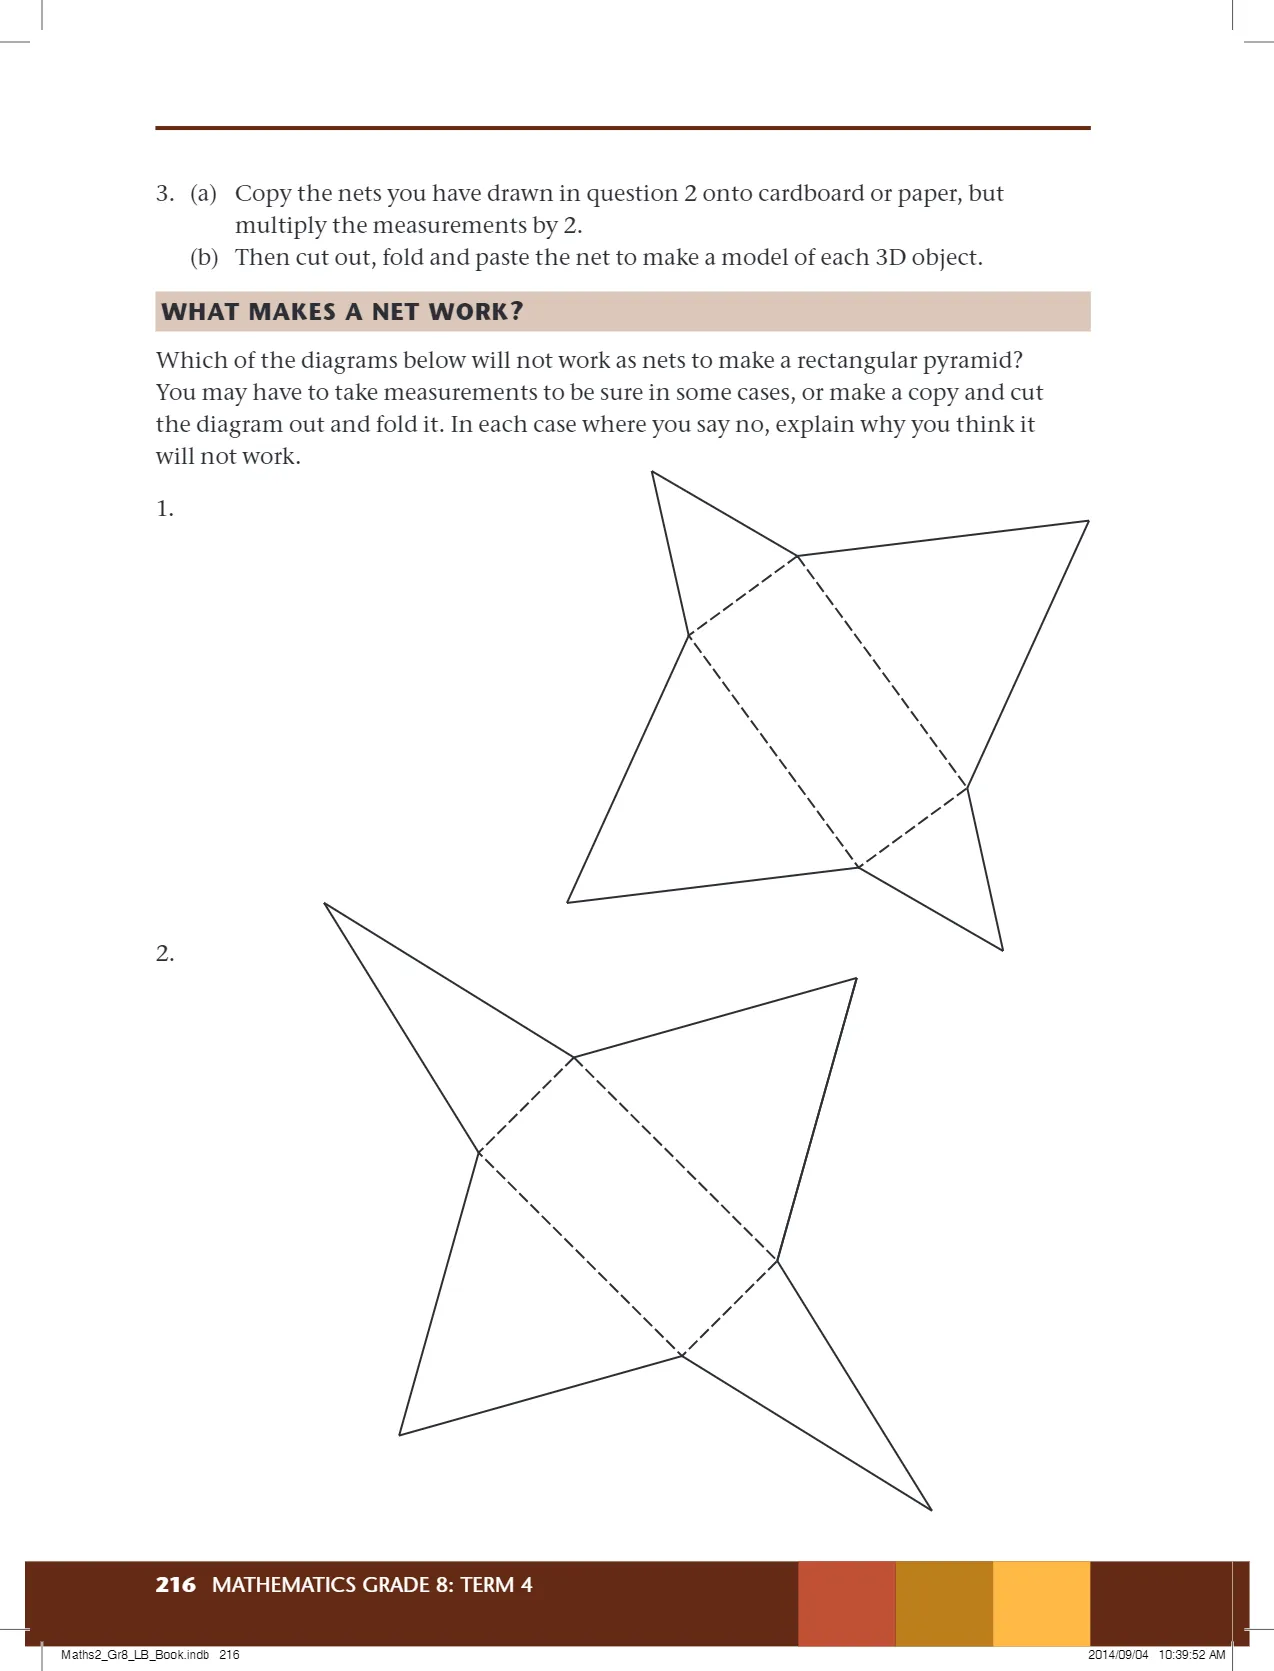 3. (a) Copy the nets you have drawn in question 2 onto cardboard or paper, but
multiply the measurements by 2.
(b) Then cut out, fold and paste the net to make a model of each 3D object.
WHAT MAKES A NET WORK?
Which of the diagrams below will not work as nets to make a rectangular pyramid?
You may have to take measurements to be sure in some cases, or make a copy and cut
the diagram out and fold it. In each case where you say no, explain why you think it
will not work.
1.
2.
216 MATHEMATICS GRADE 8: TERM 4
Maths2_Gr8_LB_Book.indb 216
2014/09/04 10:39:52 AM